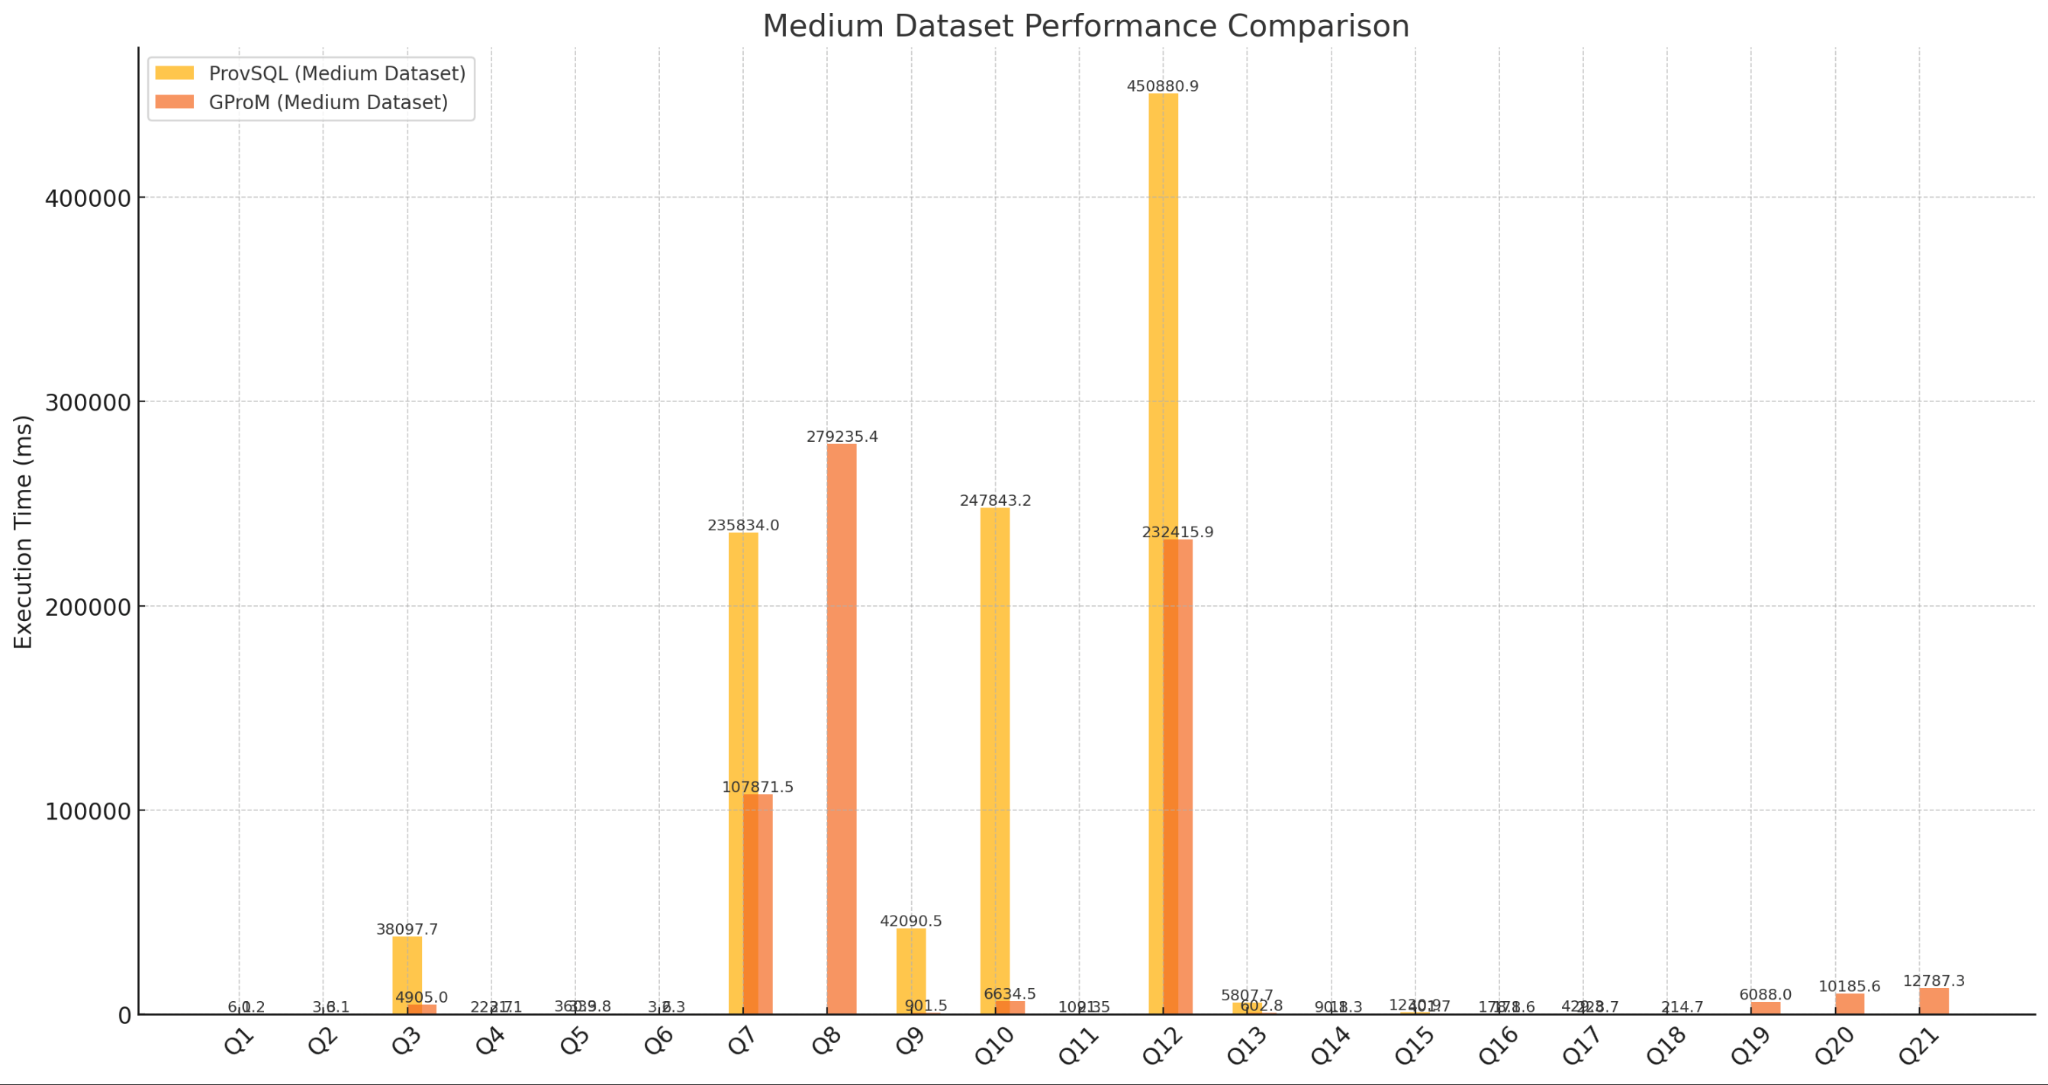 Medium Dataset Performance Comparison
ProvSQL (Medium Dataset)
GProM (Medium Dataset)
Execution Time (ms)
400000
300000
200000
100000
0
450880.9
279235.4
247843.2
235834.0
232415.9
107871.5
38097.7
4905.0
42090.5
901.5
6634.5
5807.7
602.8
214.7
6088.0
10185.6
12787.3
Q1
Q2
Q3
Q4
Q5
Q6
Q7
Q8
Q9
Q10
Q11
Q12
Q13
Q14
Q15
Q16
Q17
Q18
Q19
Q20
Q21